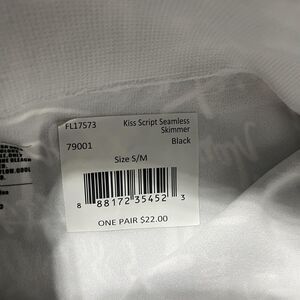 FL17573 Kiss Script Seamless
Skimmer
79001 Black
Size S/M
8 88172 35452 3
ONE PAIR $22.00